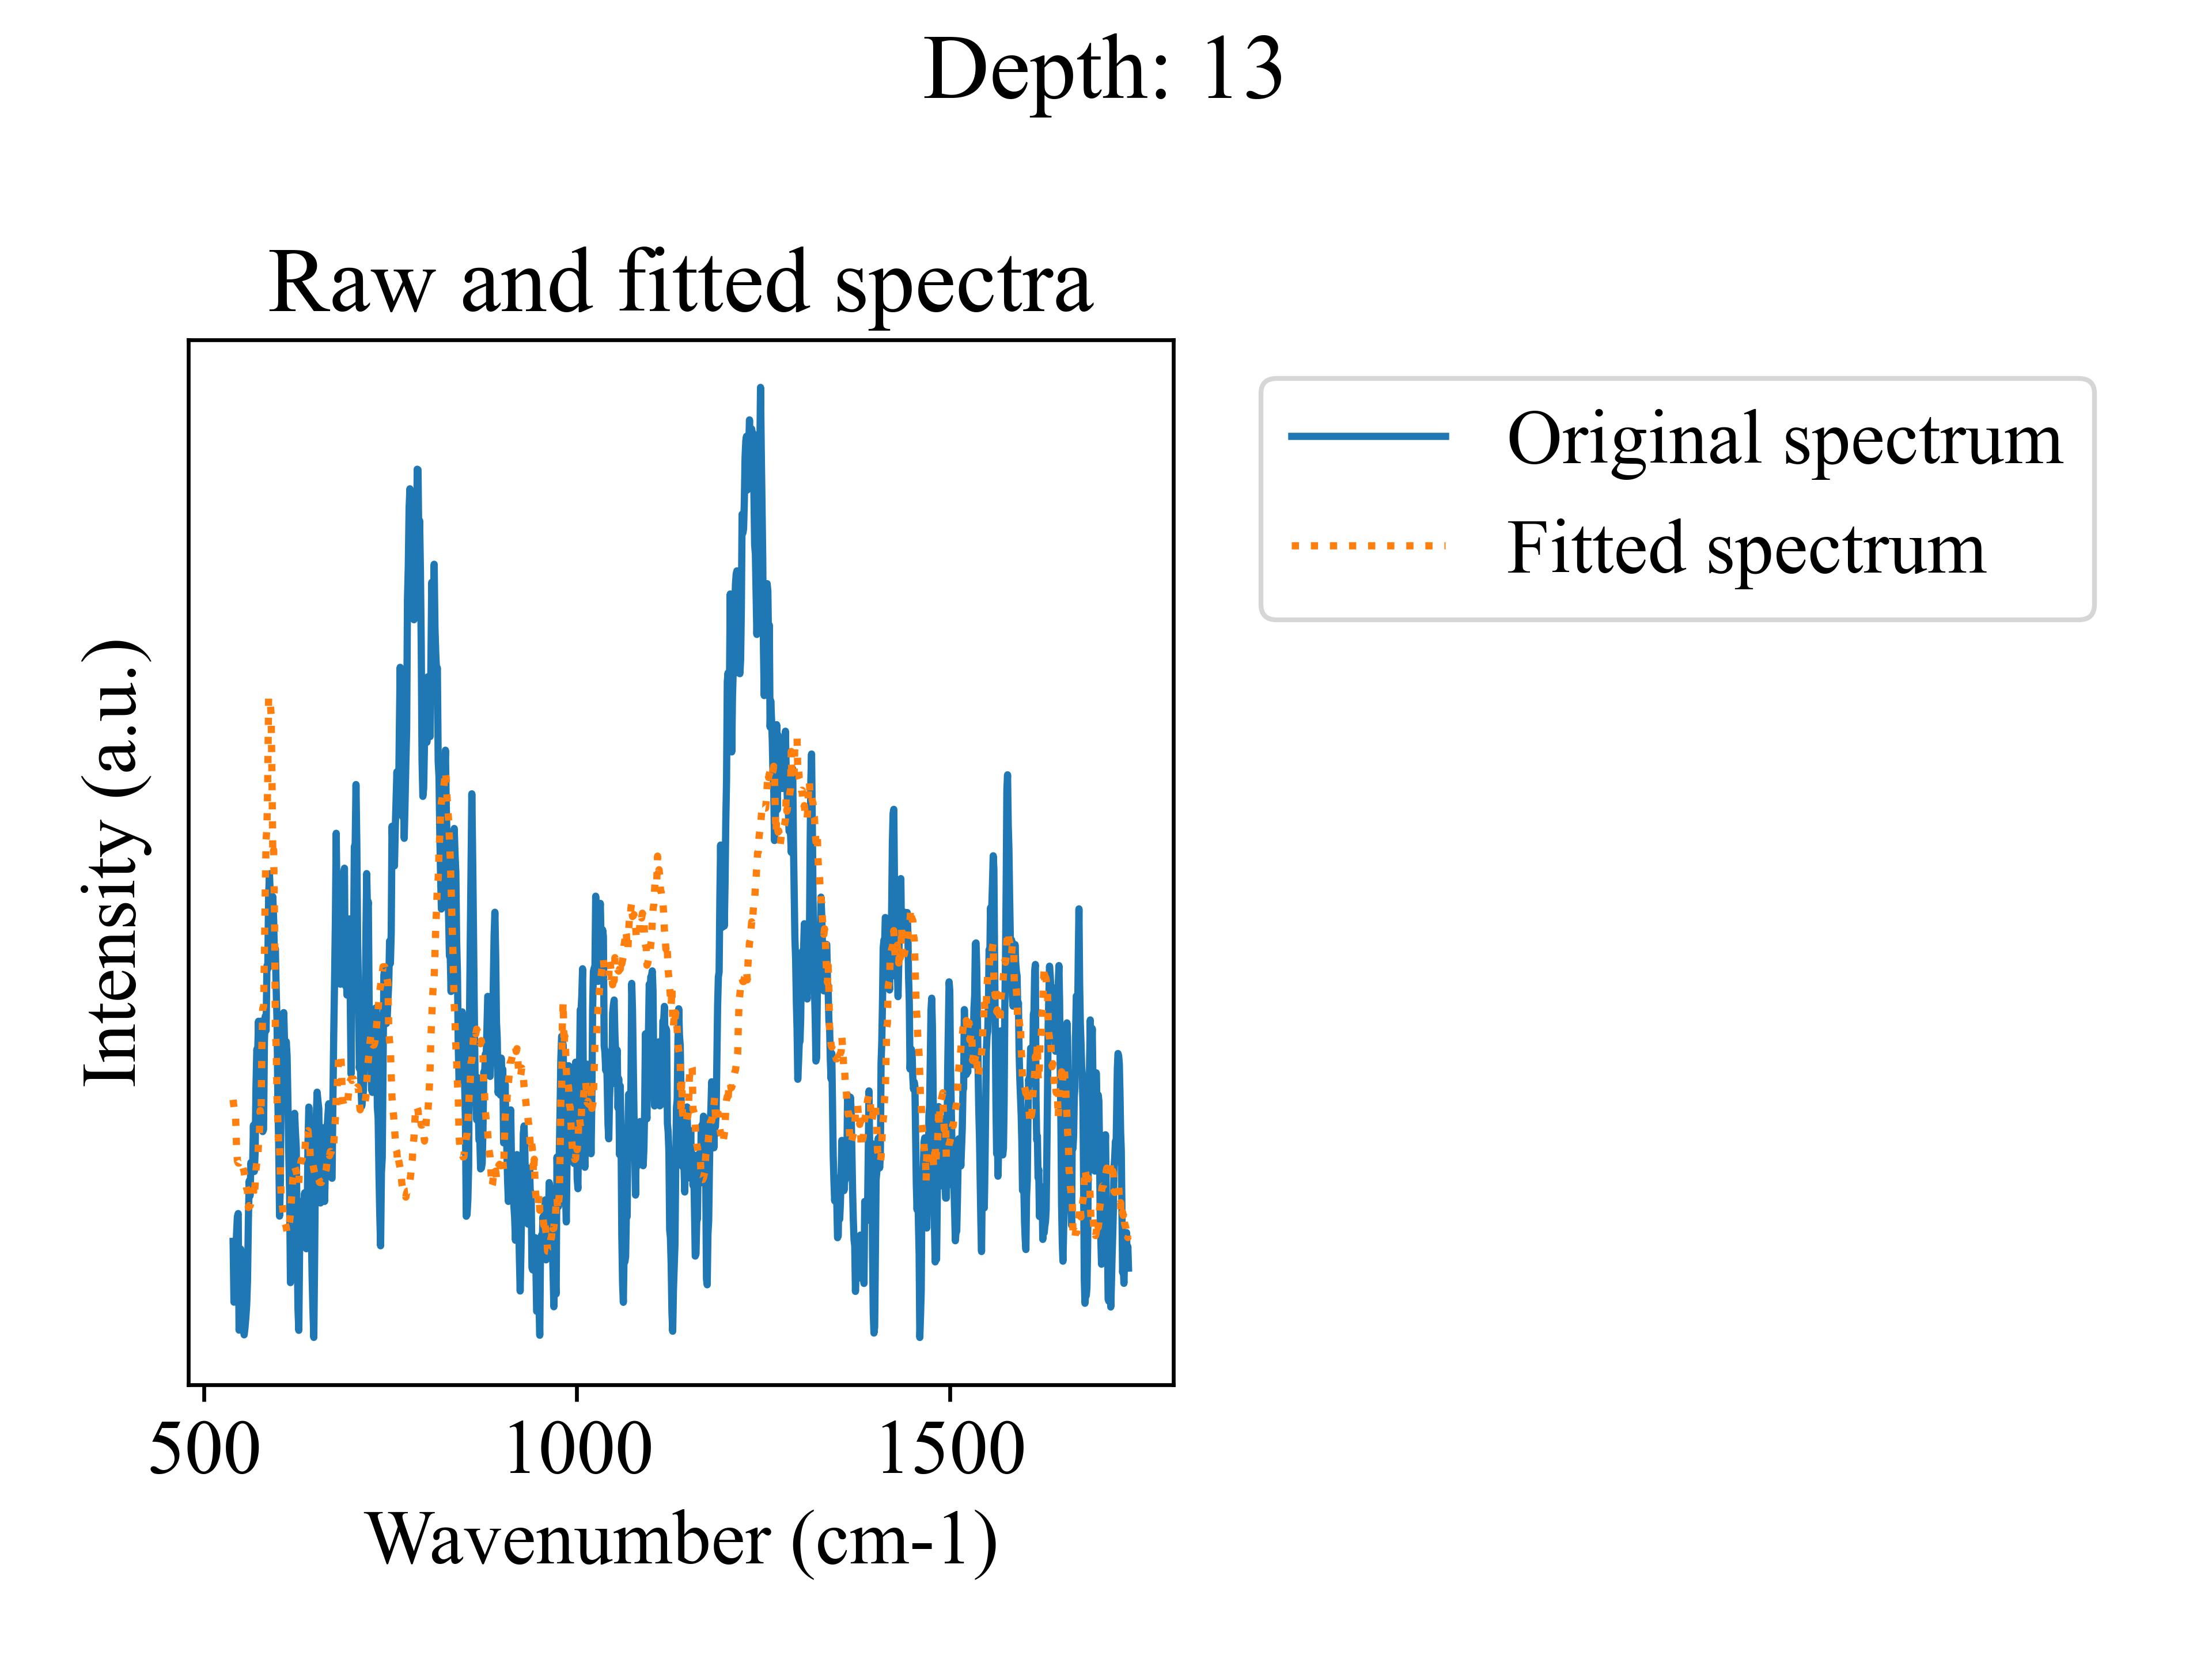 Depth: 13
Raw and fitted spectra
Original spectrum
Fitted spectrum
Intensity (a.u.)
500 1000 1500
Wavenumber (cm-1)